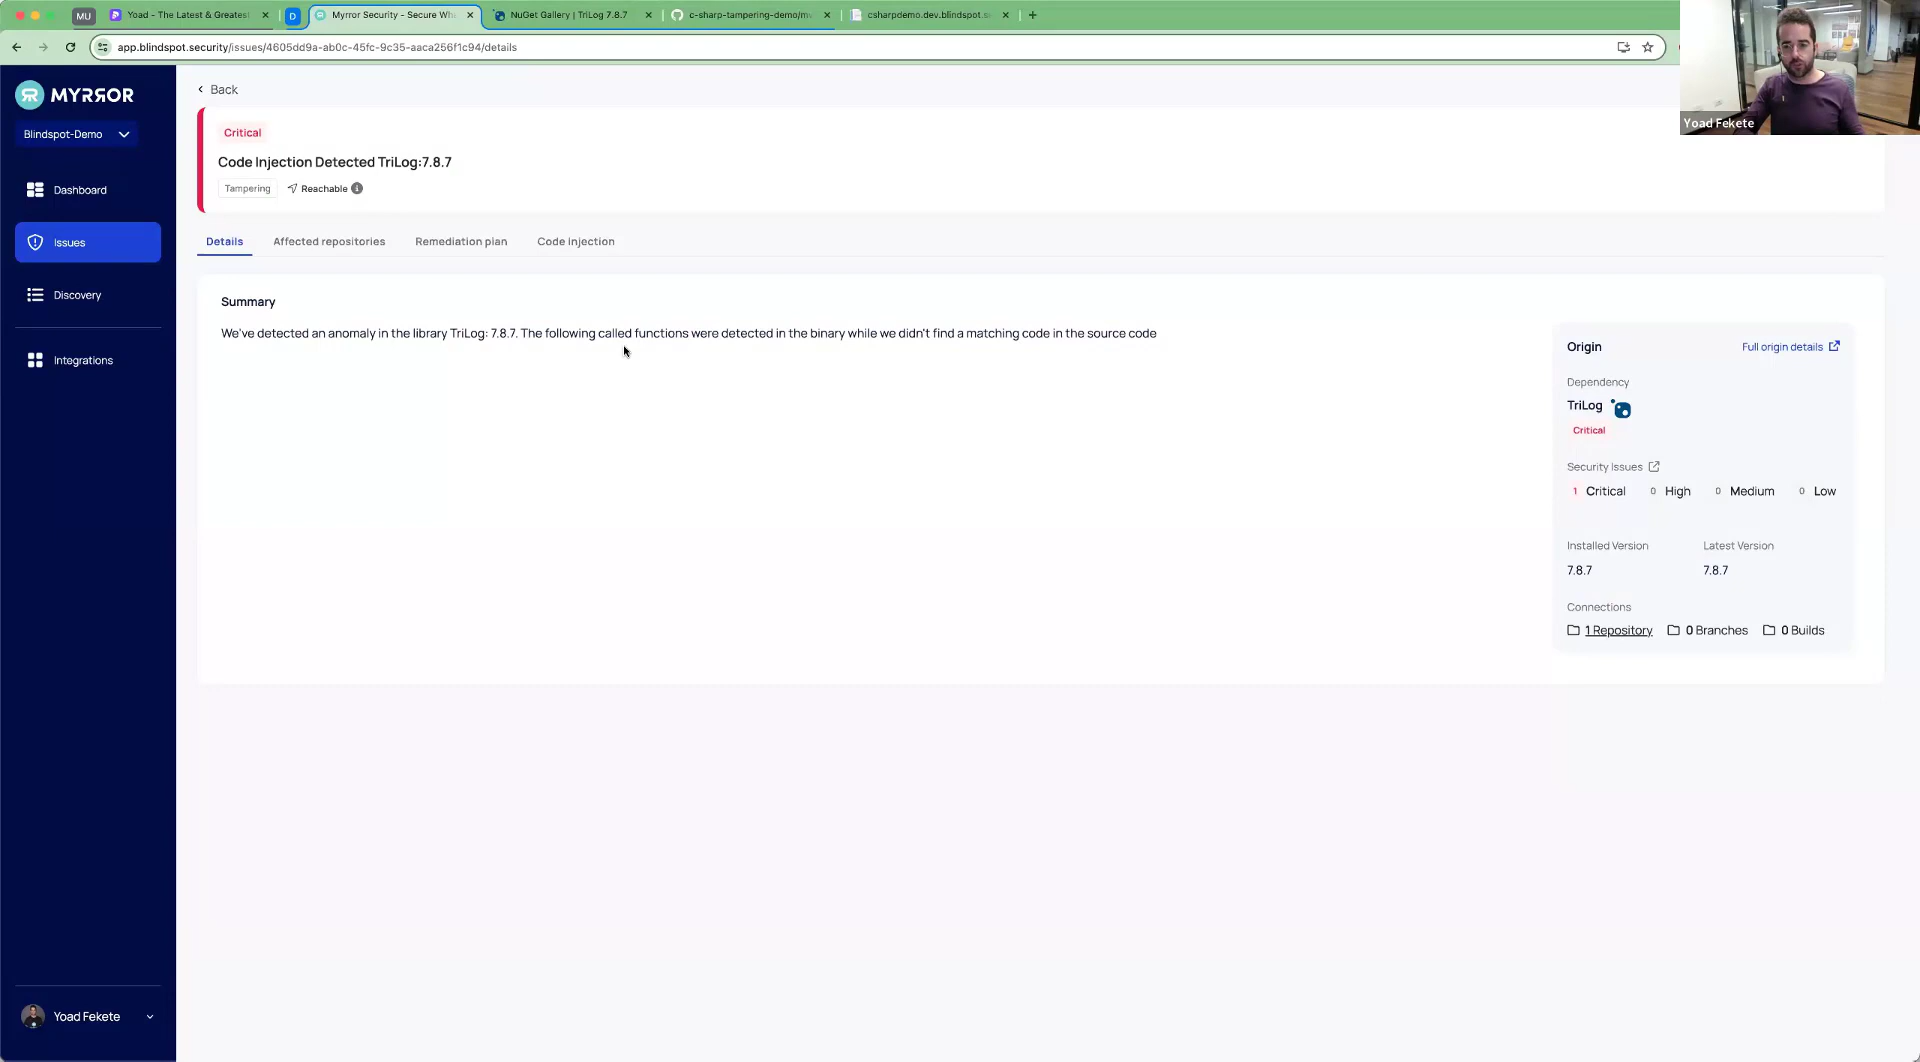 MU
Yoad - The Latest & Greates
D
Myrror Security - Secure Wh
NuGet Gallery | TriLog 7.8.7
c-sharp-tampering-demo/m
csharpdemo.dev.blindspot.s
app.blindspot.security/issues/4605dd9a-ab0c-45fc-9c35-aaca256f1c94/details
Yoad Fekete
MYRROR
Blindspot-Demo
Dashboard
Issues
Discovery
Integrations
Yoad Fekete
Back
Critical
Code Injection Detected TriLog:7.8.7
Tampering
Reachable
Details
Affected repositories
Remediation plan
Code injection
Summary
We've detected an anomaly in the library TriLog: 7.8.7. The following called functions were detected in the binary while we didn't find a matching code in the source code
Origin
Full origin details
Dependency
TriLog
Critical
Security Issues
1 Critical 0 High 0 Medium 0 Low
Installed Version Latest Version
7.8.7 7.8.7
Connections
1 Repository 0 Branches 0 Builds